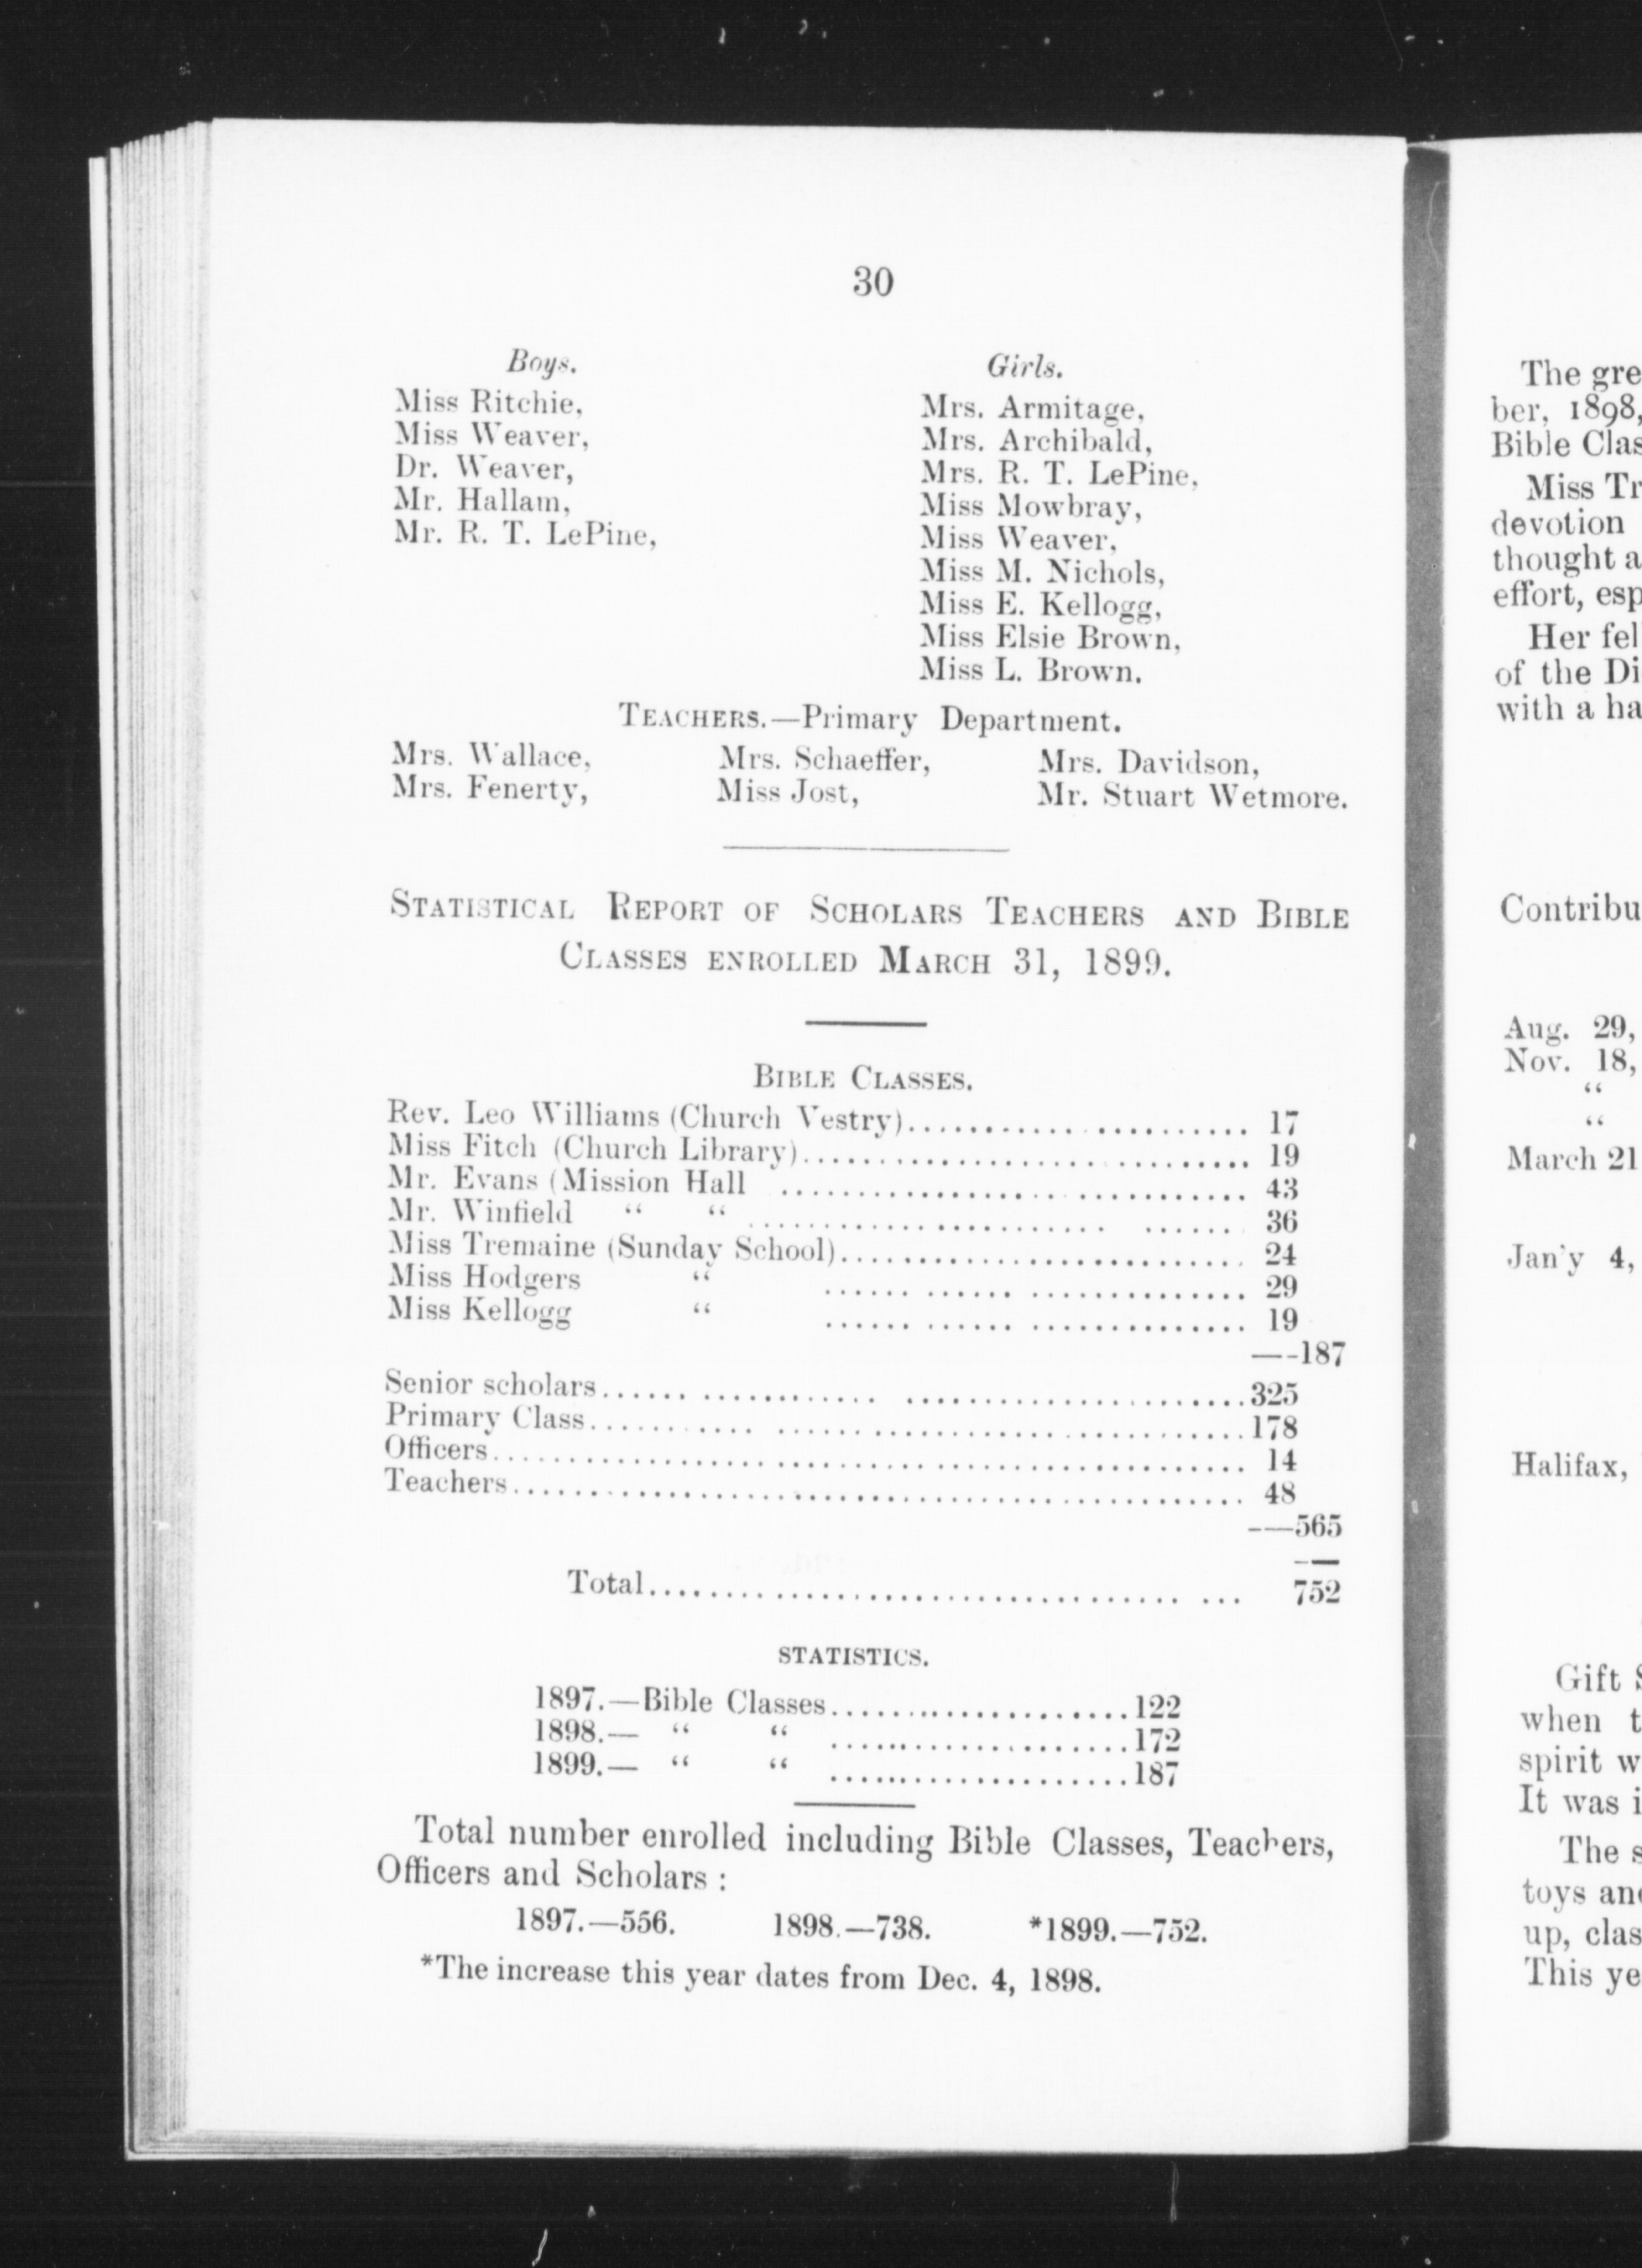 30
Boys.
Miss Ritchie,
Miss Weaver,
Dr. Weaver,
Mr. Hallam,
Mr. R. T. LePine,
Girls.
Mrs. Armitage,
Mrs. Archibald,
Mrs. R. T. LePine,
Miss Mowbray,
Miss Weaver,
Miss M. Nichols,
Miss E. Kellogg,
Miss Elsie Brown,
Miss L. Brown.
TEACHERS.—Primary Department.
Mrs. Wallace, Mrs. Schaeffer, Mrs. Davidson,
Mrs. Fenerty, Miss Jost, Mr. Stuart Wetmore.
STATISTICAL REPORT OF SCHOLARS TEACHERS AND BIBLE
CLASSES ENROLLED MARCH 31, 1899.
BIBLE CLASSES.
Rev. Leo Williams (Church Vestry)........................ 17
Miss Fitch (Church Library)................................ 19
Mr. Evans (Mission Hall ................................ 43
Mr. Winfield “ “ ............................... 36
Miss Tremaine (Sunday School)............................ 24
Miss Hodgers “ ............................. 29
Miss Kellogg “ ............................. 19
——187
Senior scholars..........................................325
Primary Class...........................................178
Officers.................................................. 14
Teachers................................................. 48
——565
Total....................................... 752
STATISTICS.
1897.—Bible Classes....................122
1898.— “ “ ....................172
1899.— “ “ ....................187
Total number enrolled including Bible Classes, Teachers,
Officers and Scholars :
1897.—556. 1898.—738. *1899.—752.
*The increase this year dates from Dec. 4, 1898.
The gre
ber, 1898,
Bible Clas
Miss Tr
devotion
thought a
effort, esp
Her fel
of the Di
with a ha
Contribu
Aug. 29,
Nov. 18,
“
“
March 21
Jan'y 4,
Halifax,
Gift S
when t
spirit w
It was i
The s
toys and
up, clas
This ye